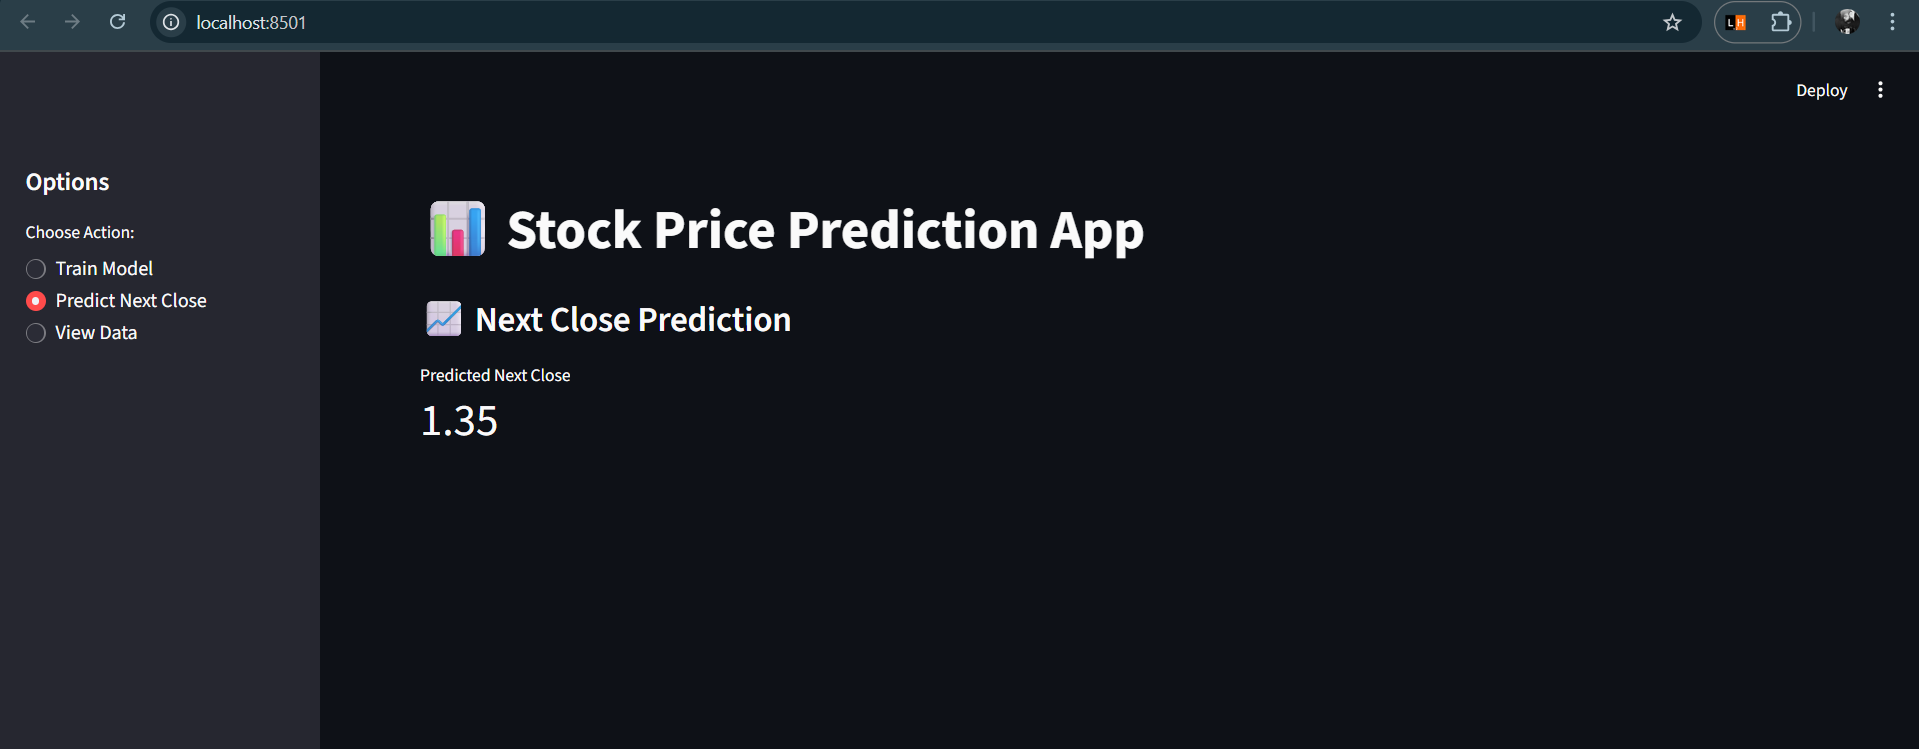 localhost:8501
LH
Deploy
Options
Choose Action:
Train Model
Predict Next Close
View Data
Stock Price Prediction App
Next Close Prediction
Predicted Next Close
1.35